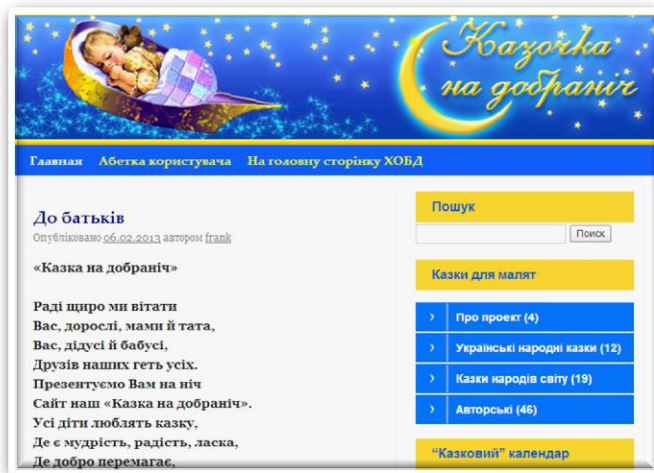 Казочка
на добраніч
Главная Абетка користувача На головну сторінку ХОБД
До батьків
Опубліковано 06.02.2013 автором frank
«Казка на добраніч»
Раді щиро ми вітати
Вас, дорослі, мами й тата,
Вас, дідусі й бабусі,
Друзів наших геть усіх.
Презентуємо Вам на ніч
Сайт наш «Казка на добраніч».
Усі діти люблять казку,
Де є мудрість, радість, ласка,
Де добро перемагає,
Пошук
Поиск
Казки для малят
Про проект (4)
Українські народні казки (12)
Казки народів світу (19)
Авторські (46)
“Казковий” календар